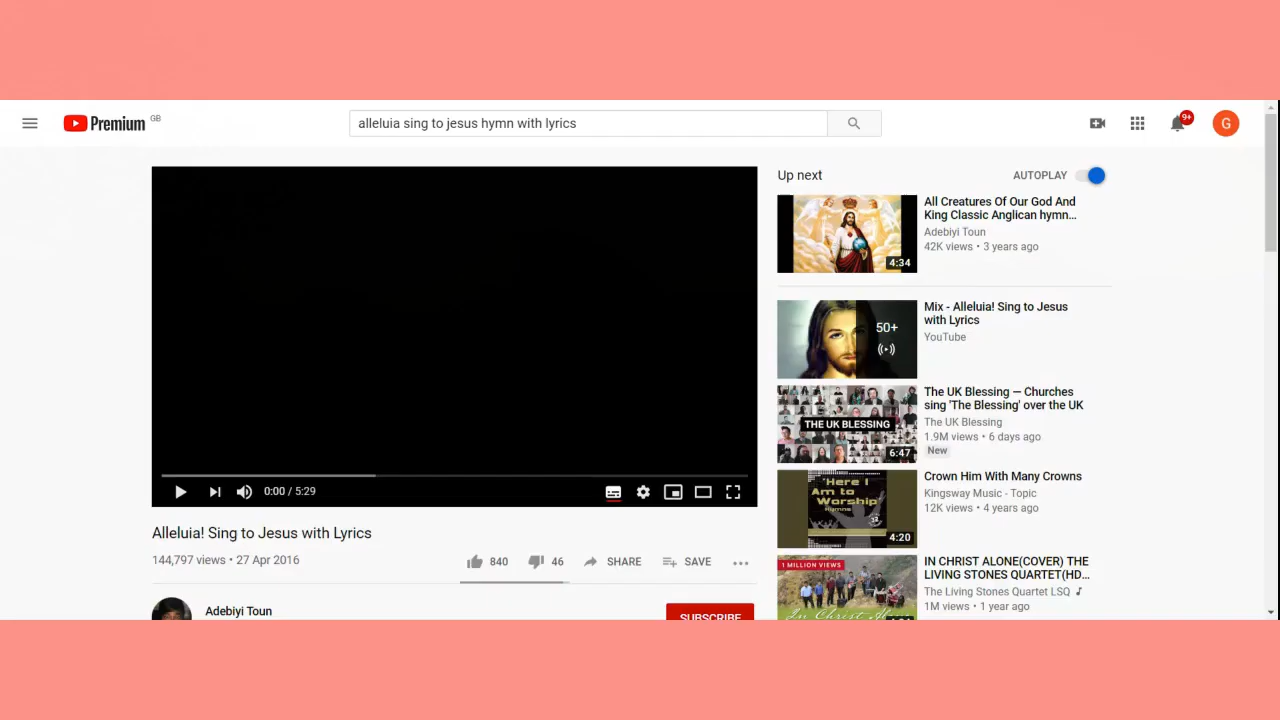 Premium GB
alleluia sing to jesus hymn with lyrics
9+
G
0:00 / 5:29
Alleluia! Sing to Jesus with Lyrics
144,797 views • 27 Apr 2016
840
46
SHARE
SAVE
Adebiyi Toun
SUBSCRIBE
Up next
AUTOPLAY
4:34
All Creatures Of Our God And
King Classic Anglican hymn...
Adebiyi Toun
42K views • 3 years ago
50+
Mix - Alleluia! Sing to Jesus
with Lyrics
YouTube
THE UK BLESSING
6:47
The UK Blessing — Churches
sing 'The Blessing' over the UK
The UK Blessing
1.9M views • 6 days ago
New
"Here I
Am to
Worship"
Hymns
4:20
Crown Him With Many Crowns
Kingsway Music - Topic
12K views • 4 years ago
1 MILLION VIEWS
In Christ
IN CHRIST ALONE(COVER) THE
LIVING STONES QUARTET(HD...
The Living Stones Quartet LSQ
1M views • 1 year ago